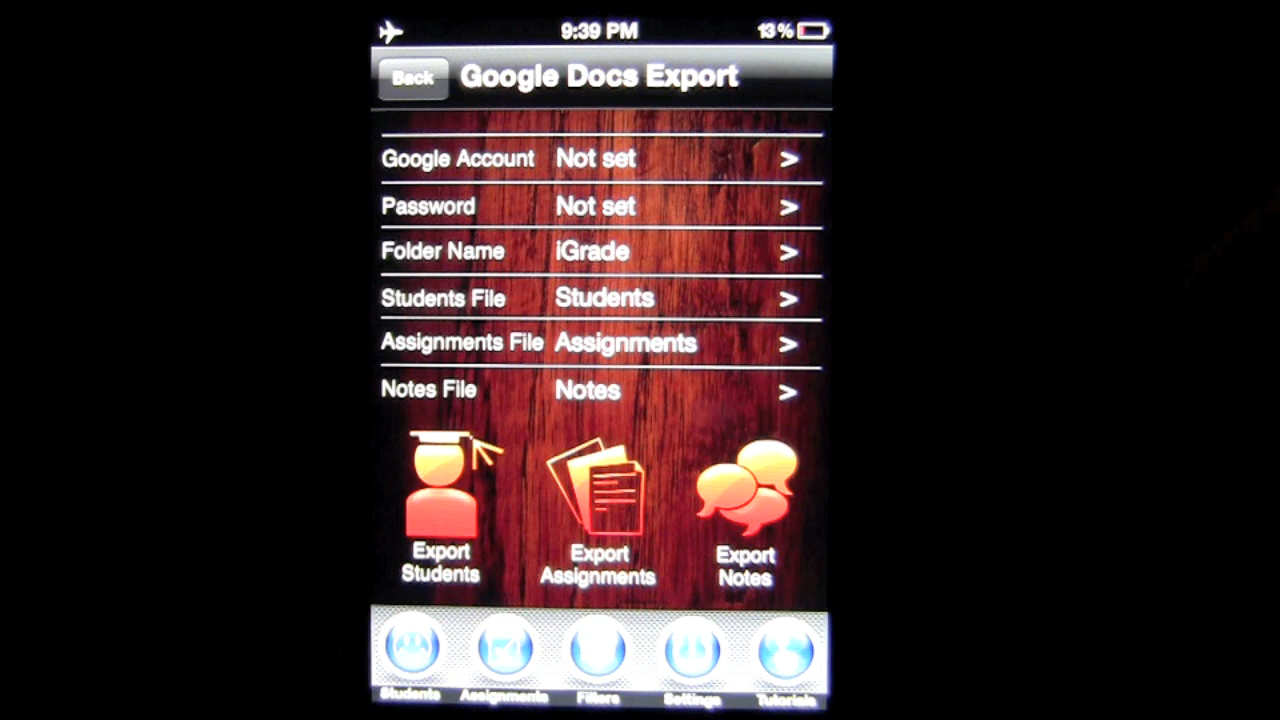 9:39 PM 13%
Back Google Docs Export
Google Account Not set >
Password Not set >
Folder Name iGrade >
Students File Students >
Assignments File Assignments >
Notes File Notes >
Export Students
Export Assignments
Export Notes
Students Assignments Filters Settings Tutorials